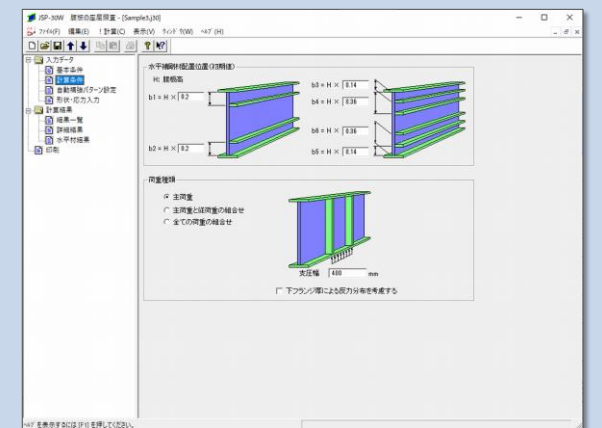 JSP-30W 腹板の座屈照査 - [Sample3.j30]
ファイル(F) 編集(E) !計算(C) 表示(V) ウィンドウ(W) ヘルプ(H)
入力データ
基本条件
計算条件
自動補強パターン設定
形状・応力入力
計算結果
結果一覧
詳細結果
水平材結果
印刷
水平補剛材配置位置(初期値)
H: 腹板高
b1 = H × 0.2
b2 = H × 0.2
b3 = H × 0.14
b4 = H × 0.36
b6 = H × 0.36
b5 = H × 0.14
荷重種類
主荷重
主荷重と従荷重の組合せ
全ての荷重の組合せ
支圧幅 400 mm
下フランジ厚による反力分布を考慮する
ヘルプを表示するには [F1] を押してください。